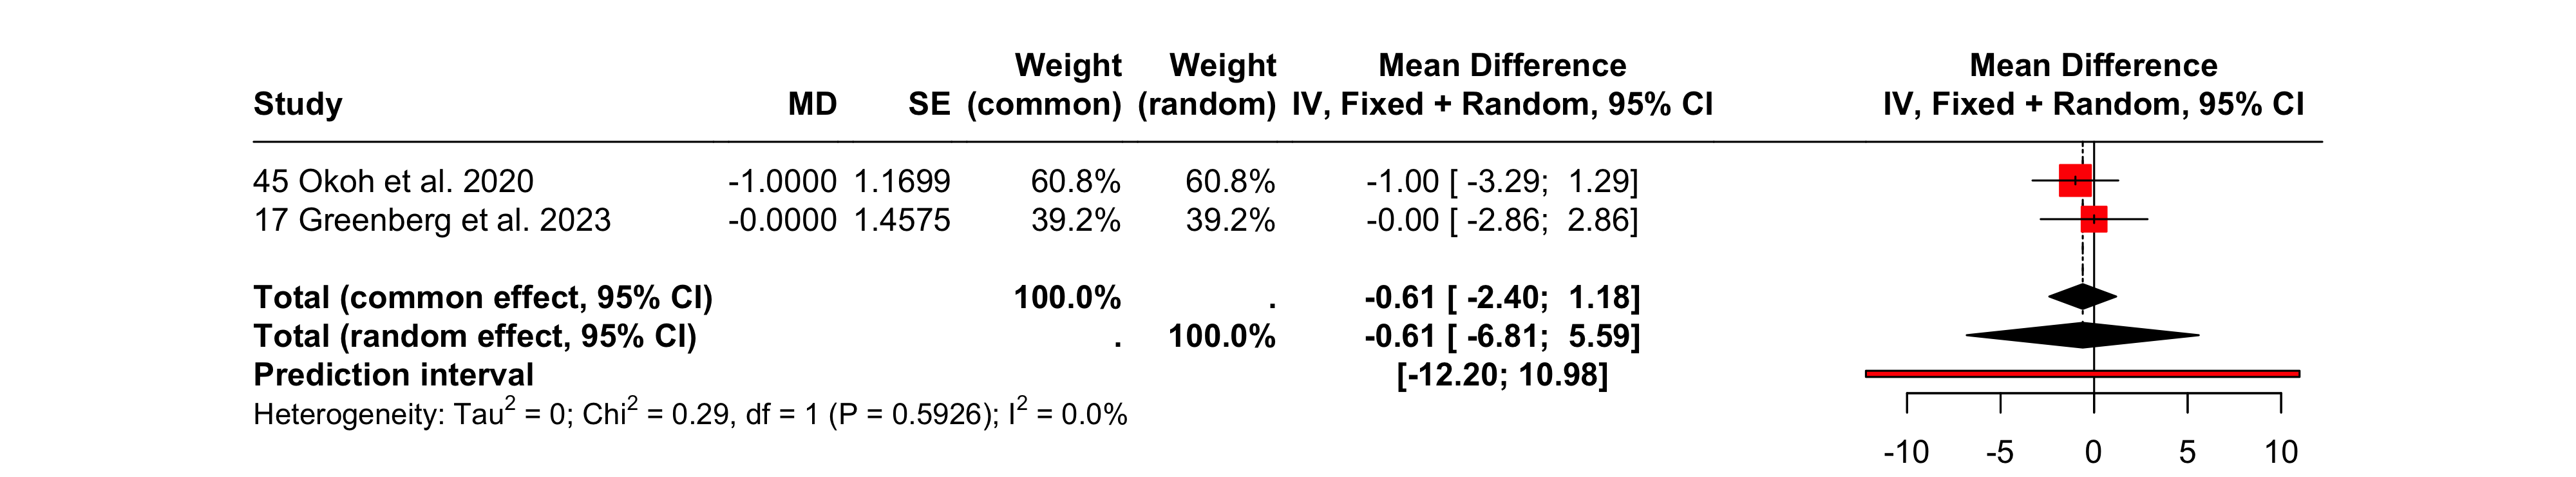 Weight Weight Mean Difference Mean Difference
Study MD SE (common) (random) IV, Fixed + Random, 95% CI IV, Fixed + Random, 95% CI
45 Okoh et al. 2020 -1.0000 1.1699 60.8% 60.8% -1.00 [ -3.29; 1.29]
17 Greenberg et al. 2023 -0.0000 1.4575 39.2% 39.2% -0.00 [ -2.86; 2.86]
Total (common effect, 95% CI) 100.0% . -0.61 [ -2.40; 1.18]
Total (random effect, 95% CI) . 100.0% -0.61 [ -6.81; 5.59]
Prediction interval [-12.20; 10.98]
Heterogeneity: Tau² = 0; Chi² = 0.29, df = 1 (P = 0.5926); I² = 0.0%
-10 -5 0 5 10